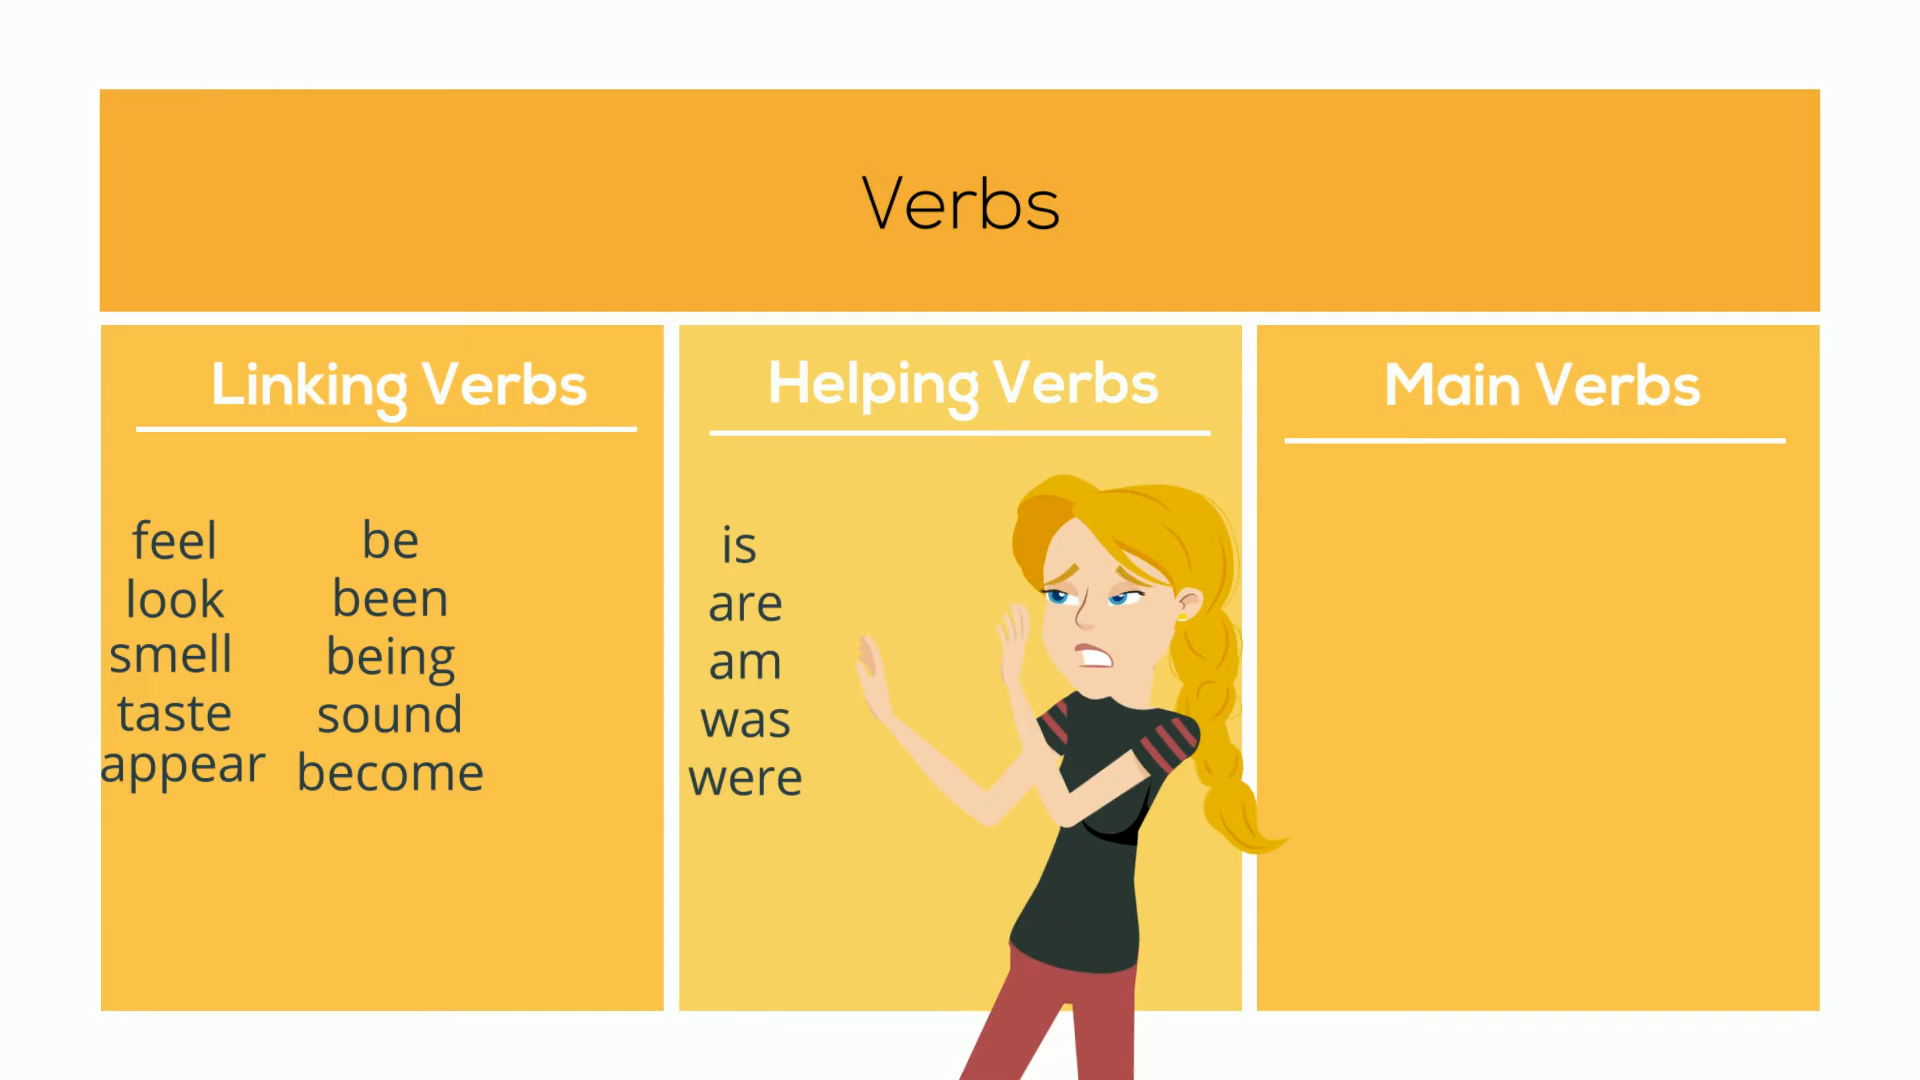 Verbs
Linking Verbs
feel
look
smell
taste
appear
be
been
being
sound
become
Helping Verbs
is
are
am
was
were
Main Verbs